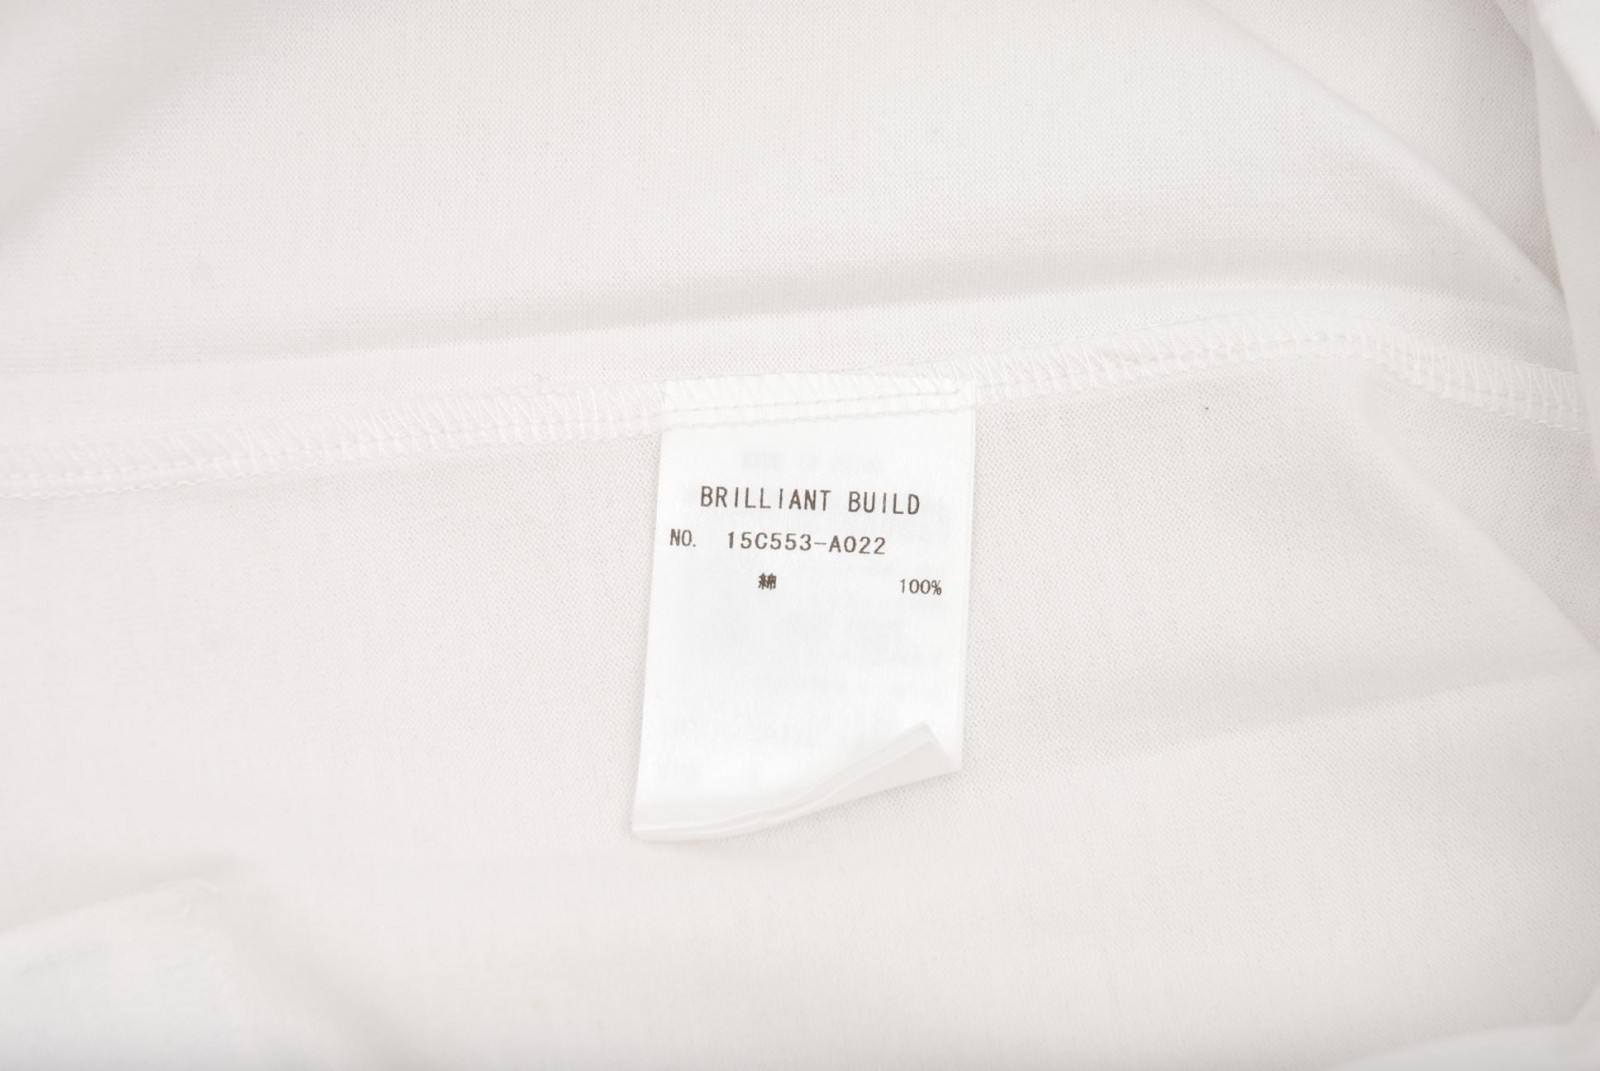 BRILLIANT BUILD
NO. 15C553-A022
綿 100%